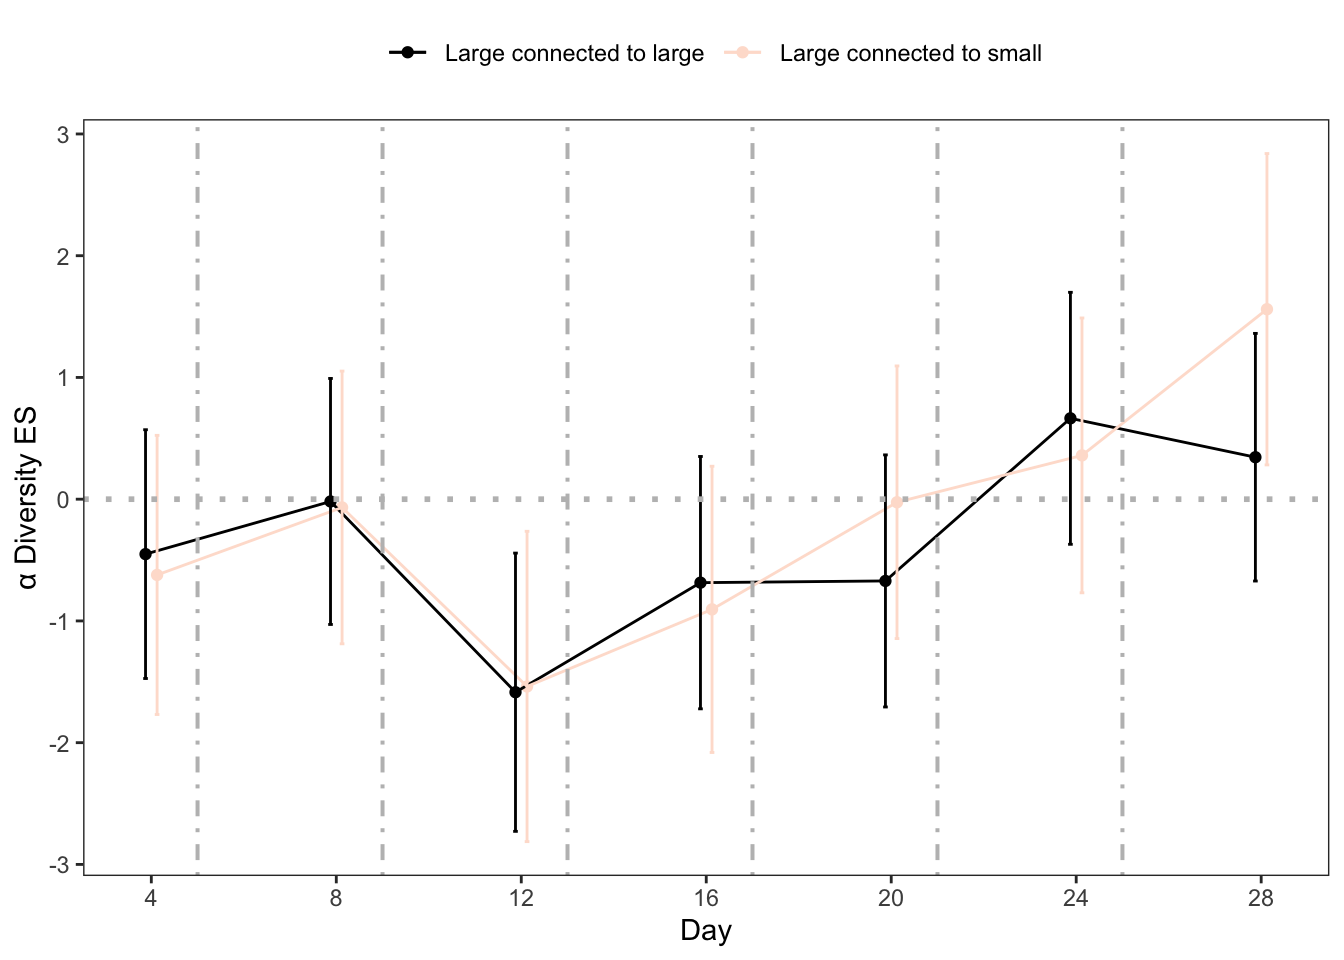 Large connected to large Large connected to small
3
2
1
0
-1
-2
-3
α Diversity ES
4 8 12 16 20 24 28
Day